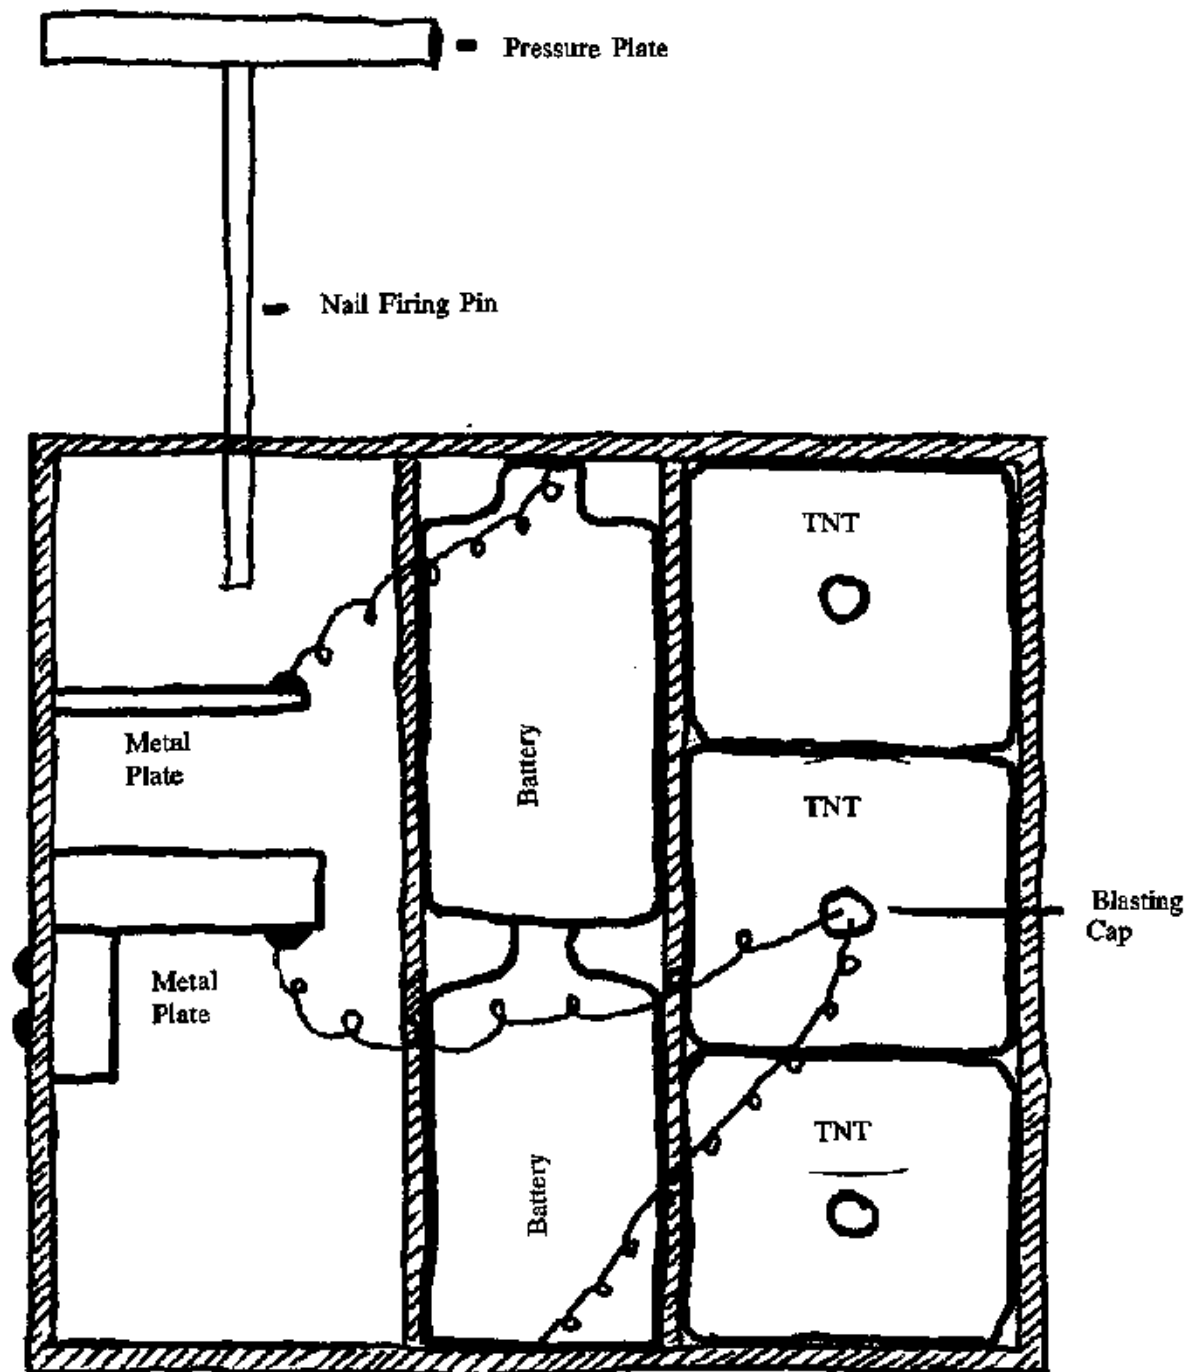 Pressure Plate
Nail Firing Pin
TNT
Metal
Plate
Battery
TNT
Blasting
Cap
Metal
Plate
TNT
Battery